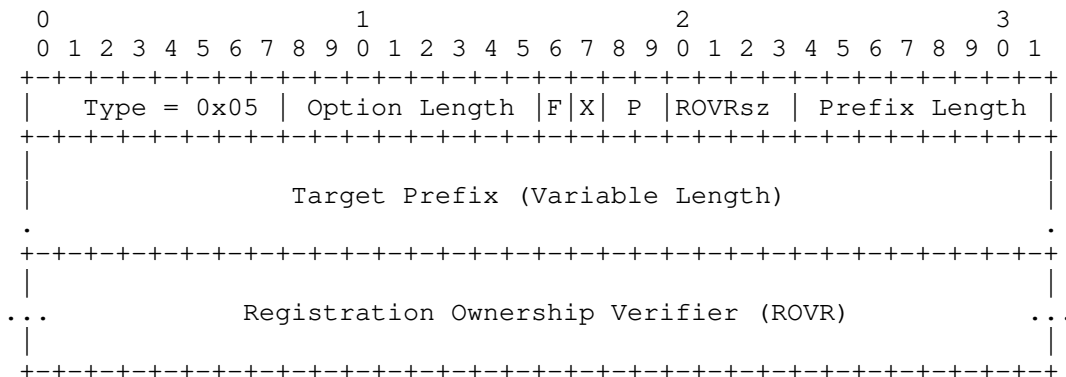 0                   1                   2                   3
 0 1 2 3 4 5 6 7 8 9 0 1 2 3 4 5 6 7 8 9 0 1 2 3 4 5 6 7 8 9 0 1
+-+-+-+-+-+-+-+-+-+-+-+-+-+-+-+-+-+-+-+-+-+-+-+-+-+-+-+-+-+-+-+-+
|   Type = 0x05 | Option Length |F|X| P |ROVRsz | Prefix Length |
+-+-+-+-+-+-+-+-+-+-+-+-+-+-+-+-+-+-+-+-+-+-+-+-+-+-+-+-+-+-+-+-+
|                                                               |
|                Target Prefix (Variable Length)                |
.                                                               .
+-+-+-+-+-+-+-+-+-+-+-+-+-+-+-+-+-+-+-+-+-+-+-+-+-+-+-+-+-+-+-+-+
|                                                               |
...            Registration Ownership Verifier (ROVR)           ...
|                                                               |
+-+-+-+-+-+-+-+-+-+-+-+-+-+-+-+-+-+-+-+-+-+-+-+-+-+-+-+-+-+-+-+-+